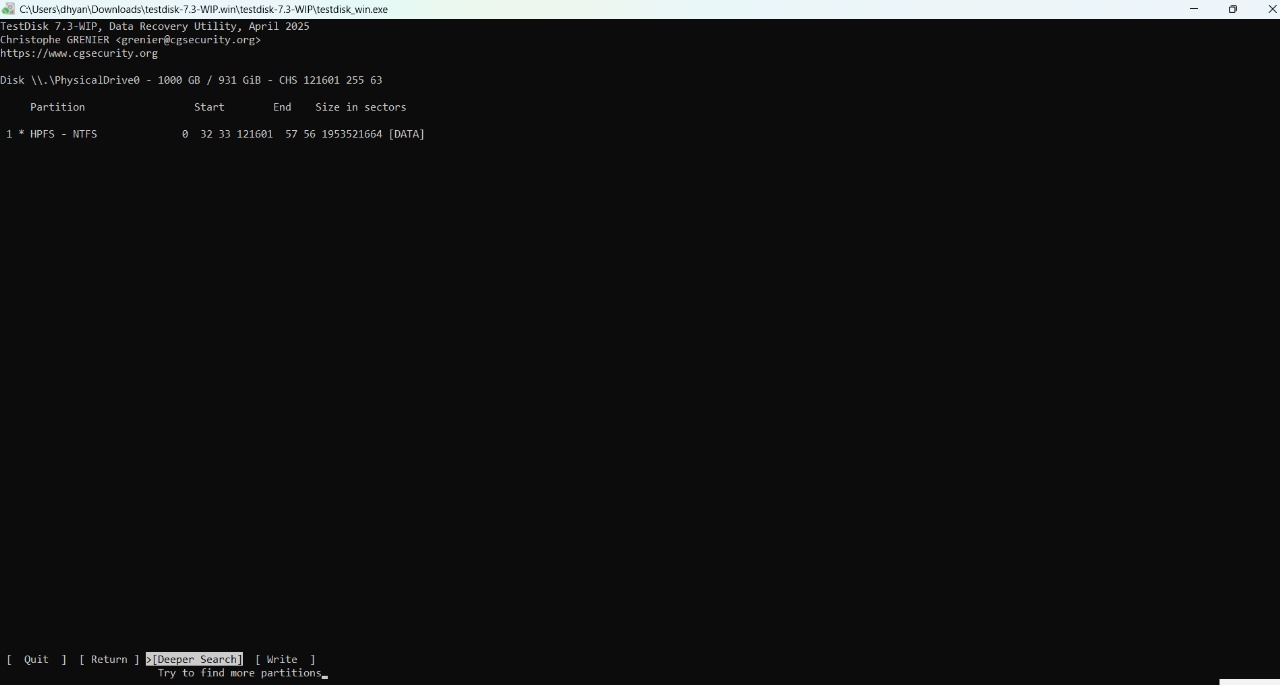 C:\Users\dhyan\Downloads\testdisk-7.3-WIP.win\testdisk-7.3-WIP\testdisk_win.exe
TestDisk 7.3-WIP, Data Recovery Utility, April 2025
Christophe GRENIER <grenier@cgsecurity.org>
https://www.cgsecurity.org
Disk \\.\PhysicalDrive0 - 1000 GB / 931 GiB - CHS 121601 255 63
Partition Start End Size in sectors
1 * HPFS - NTFS 0 32 33 121601 57 56 1953521664 [DATA]
[ Quit ] [ Return ] >[Deeper Search] [ Write ]
Try to find more partitions_